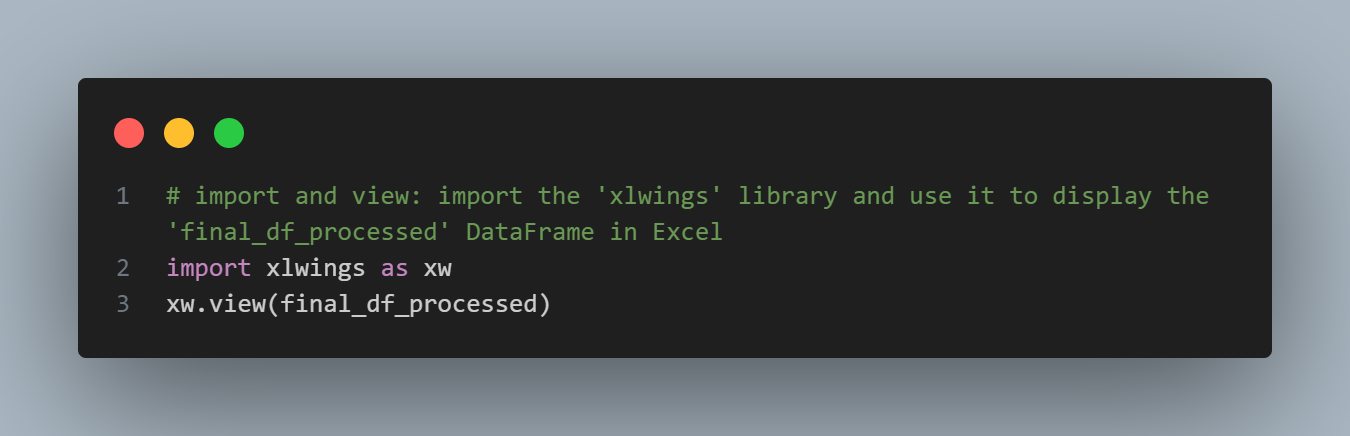 1 # import and view: import the 'xlwings' library and use it to display the
'final_df_processed' DataFrame in Excel
2 import xlwings as xw
3 xw.view(final_df_processed)